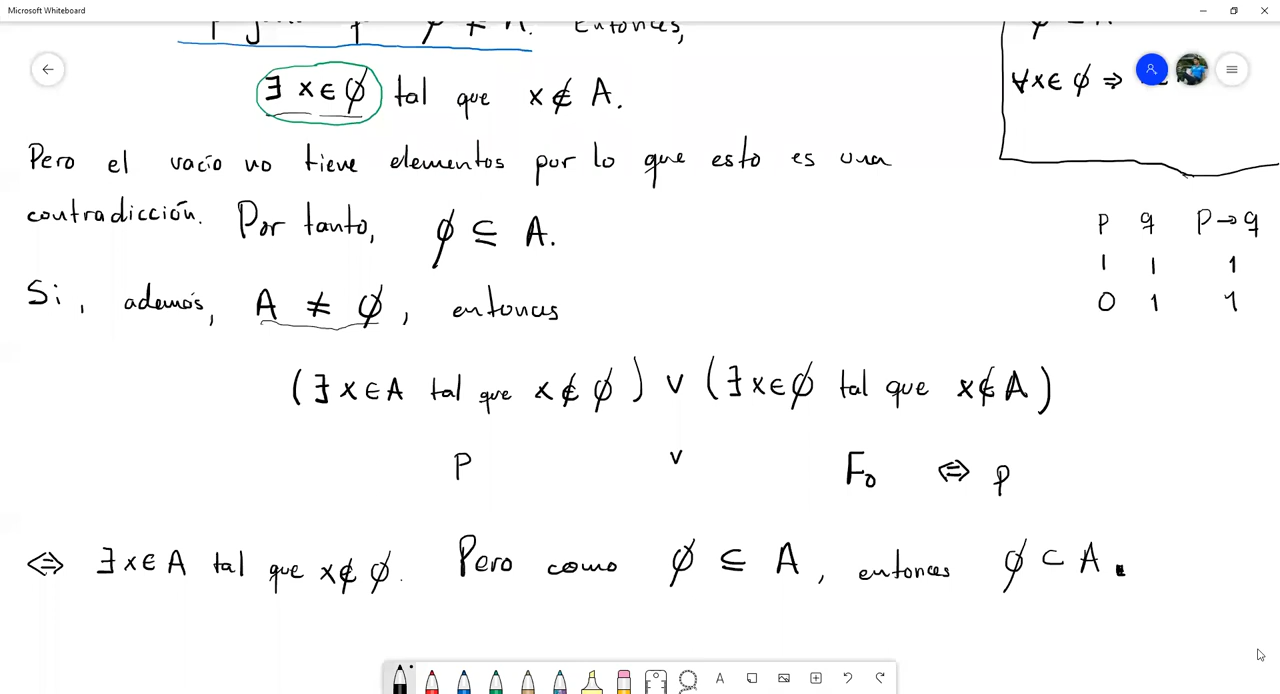 Microsoft Whiteboard
Entonces,
∃ x ∈ ∅ tal que x ∉ A.
∀x ∈ ∅ ⇒
Pero el vacío no tiene elementos por lo que esto es una
contradicción. Por tanto, ∅ ⊆ A.
p q p → q
1 1 1
0 1 1
Si, además, A ≠ ∅, entonces
(∃ x ∈ A tal que x ∉ ∅) ∨ (∃ x ∈ ∅ tal que x ∉ A)
p ∨ F₀ ⇔ p
⇔ ∃ x ∈ A tal que x ∉ ∅. Pero como ∅ ⊆ A, entonces ∅ ⊂ A.